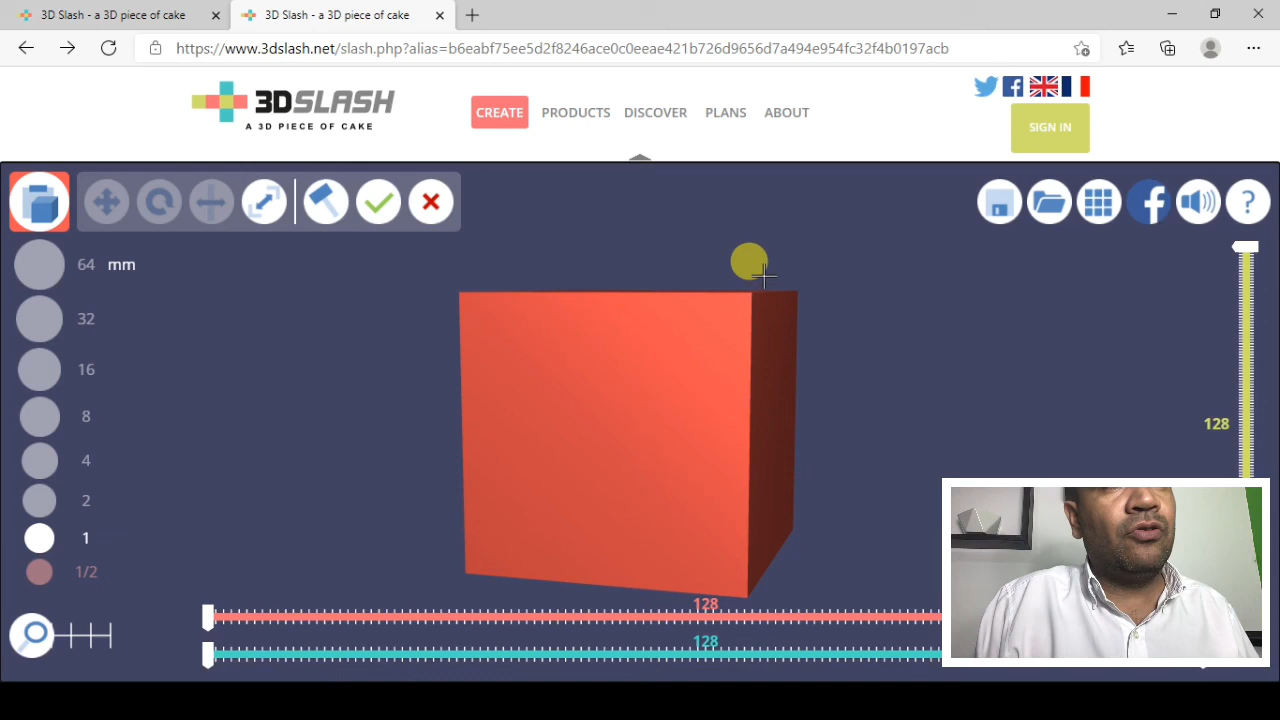 3D Slash - a 3D piece of cake
3D Slash - a 3D piece of cake
https://www.3dslash.net/slash.php?alias=b6eabf75ee5d2f8246ace0c0eeae421b726d9656d7a494e954fc32f4b0197acb
3DSLASH
A 3D PIECE OF CAKE
CREATE PRODUCTS DISCOVER PLANS ABOUT
SIGN IN
?
64 mm
32
16
8
4
2
1
1/2
128
128
128